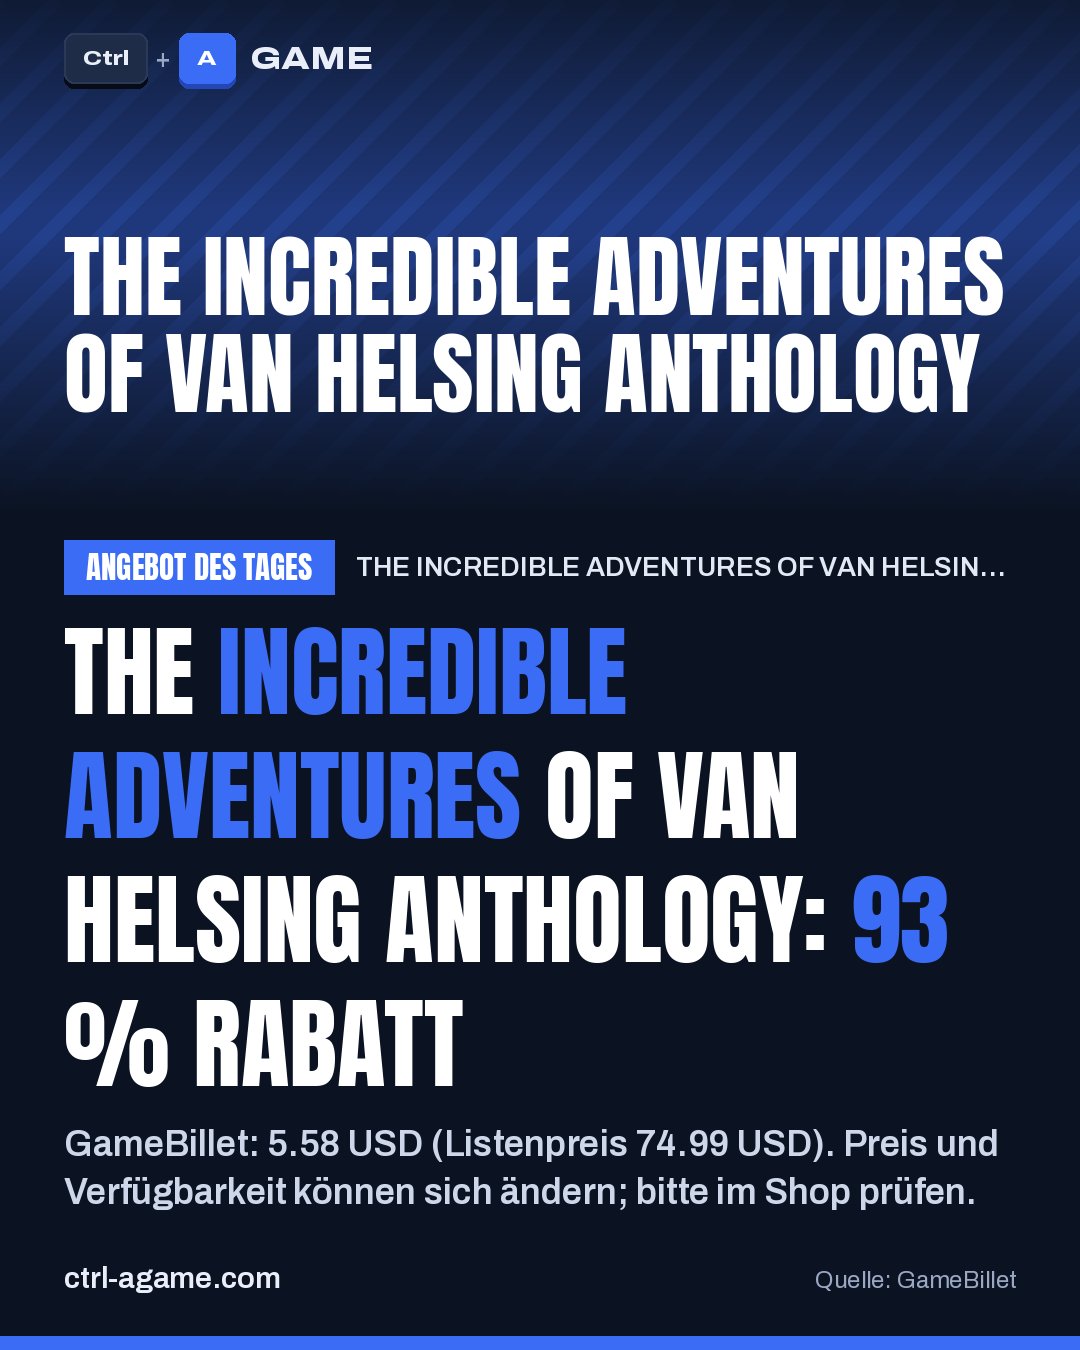 Ctrl + A GAME
THE INCREDIBLE ADVENTURES
OF VAN HELSING ANTHOLOGY
ANGEBOT DES TAGES THE INCREDIBLE ADVENTURES OF VAN HELSIN...
THE INCREDIBLE
ADVENTURES OF VAN
HELSING ANTHOLOGY: 93
% RABATT
GameBillet: 5.58 USD (Listenpreis 74.99 USD). Preis und
Verfügbarkeit können sich ändern; bitte im Shop prüfen.
ctrl-agame.com Quelle: GameBillet